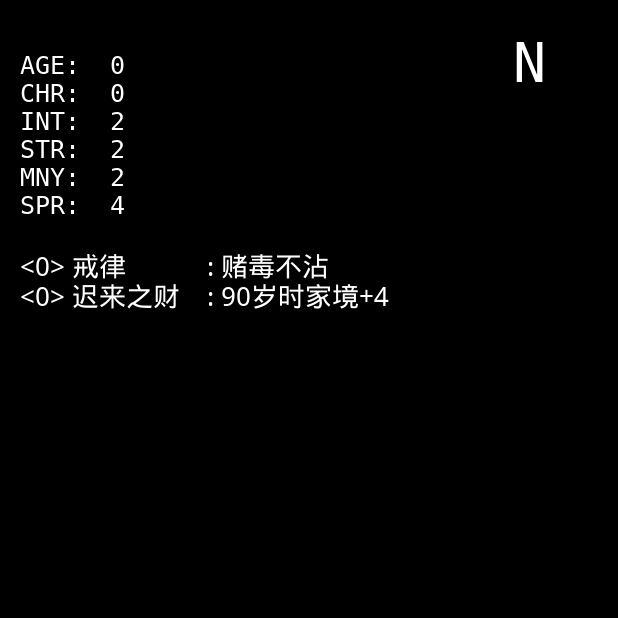 N
AGE: 0
CHR: 0
INT: 2
STR: 2
MNY: 2
SPR: 4
<O> 戒律 : 赌毒不沾
<O> 迟来之财 : 90岁时家境+4